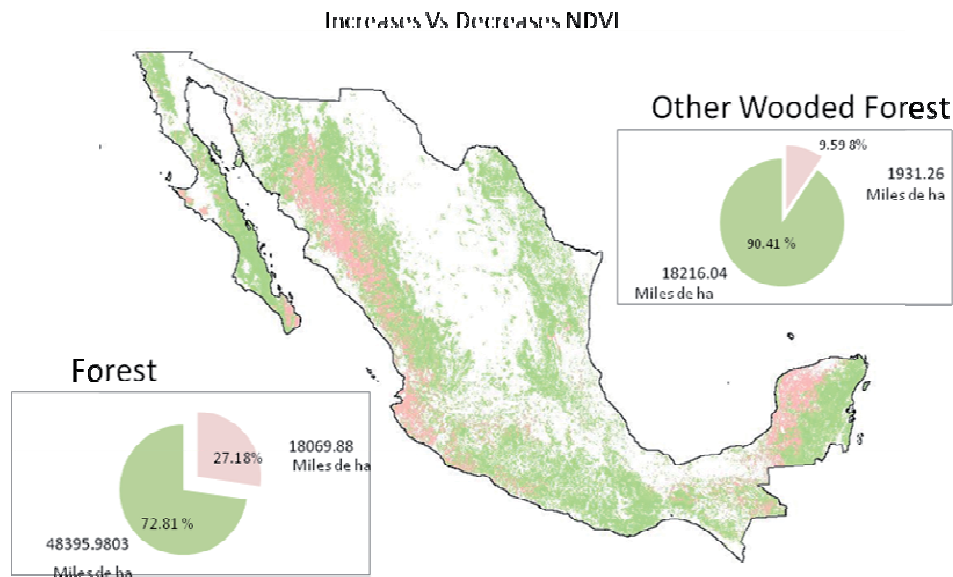 Increases Vs Decreases NDVI
Other Wooded Forest
9.59 8%
1931.26
Miles de ha
90.41 %
18216.04
Miles de ha
Forest
18069.88
Miles de ha
27.18%
72.81 %
48395.9803
Miles de ha